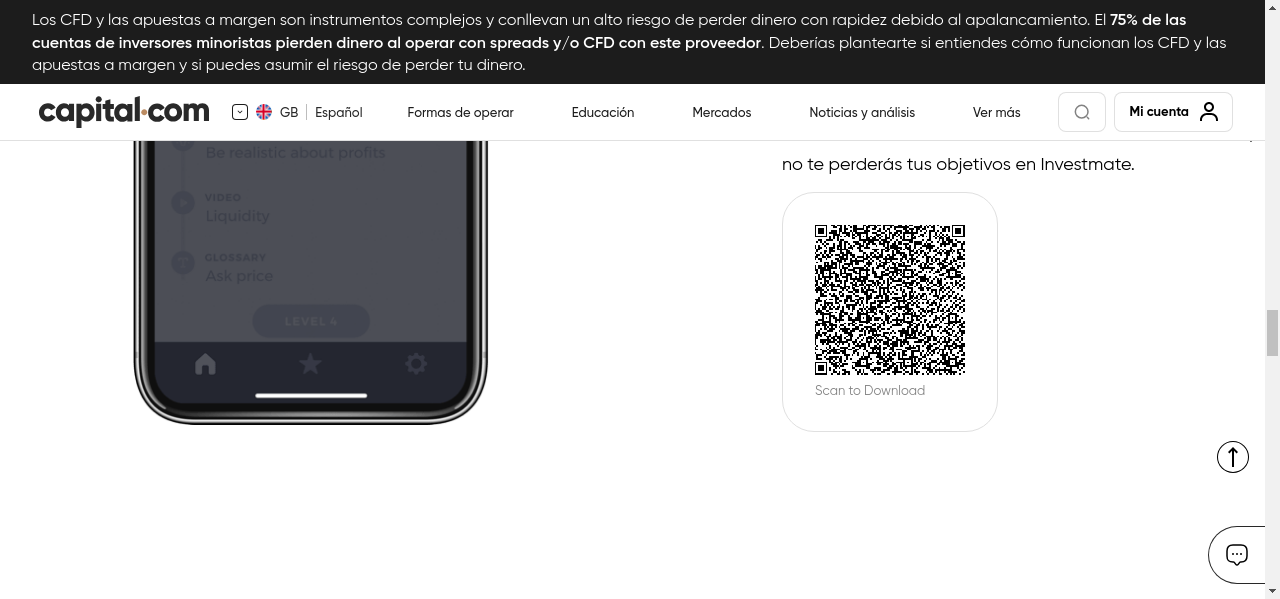 Los CFD y las apuestas a margen son instrumentos complejos y conllevan un alto riesgo de perder dinero con rapidez debido al apalancamiento. El 75% de las
cuentas de inversores minoristas pierden dinero al operar con spreads y/o CFD con este proveedor. Deberías plantearte si entiendes cómo funcionan los CFD y las
apuestas a margen y si puedes asumir el riesgo de perder tu dinero.
capital.com GB Español Formas de operar Educación Mercados Noticias y análisis Ver más Mi cuenta
Be realistic about profits
no te perderás tus objetivos en Investmate.
VIDEO
Liquidity
GLOSSARY
Ask price
LEVEL 4
Scan to Download